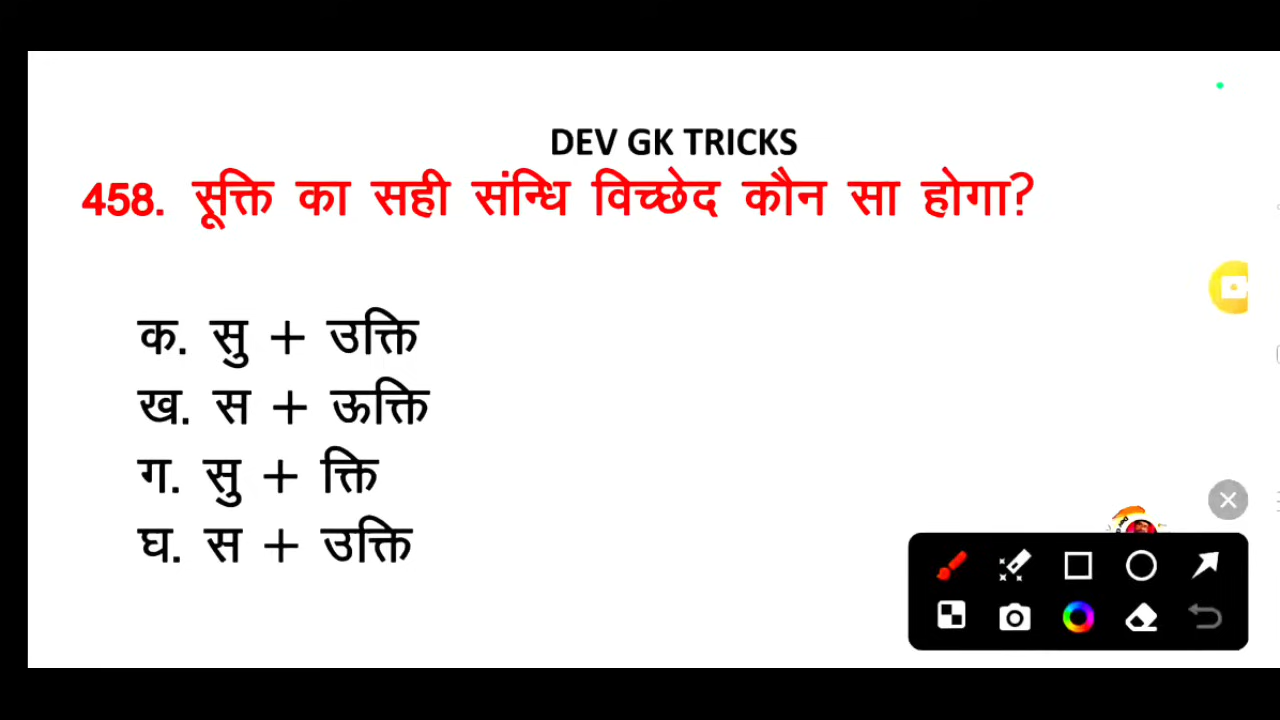 DEV GK TRICKS
458. सूक्ति का सही संन्धि विच्छेद कौन सा होगा?
क. सु + उक्ति
ख. स + ऊक्ति
ग. सु + क्ति
घ. स + उक्ति